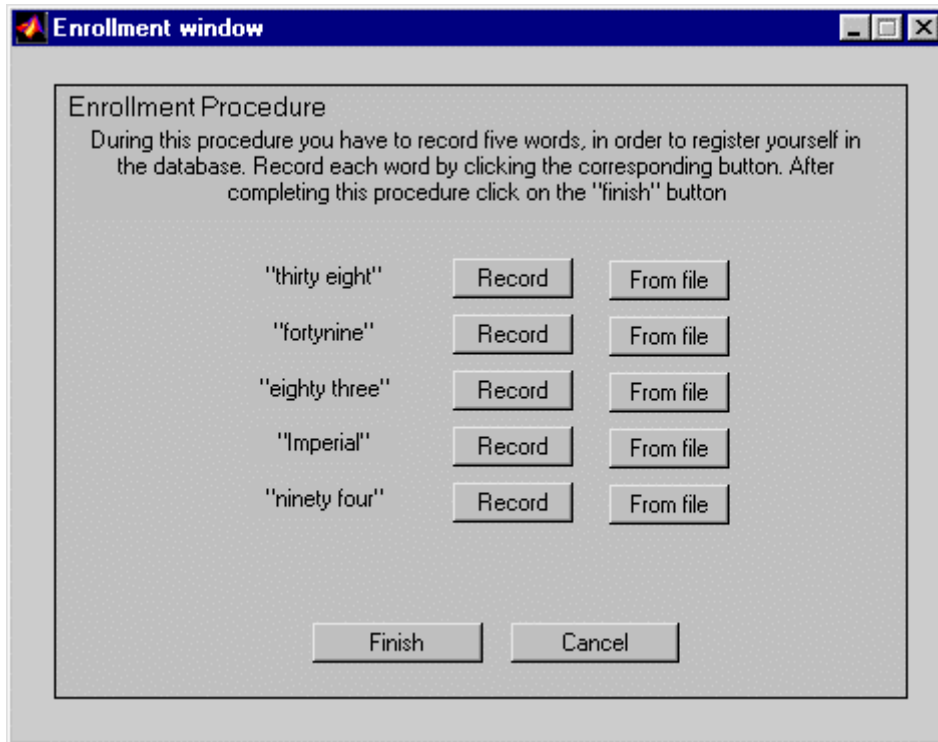 Enrollment window
Enrollment Procedure
During this procedure you have to record five words, in order to register yourself in
the database. Record each word by clicking the corresponding button. After
completing this procedure click on the "finish" button
"thirty eight" Record From file
"fortynine" Record From file
"eighty three" Record From file
"Imperial" Record From file
"ninety four" Record From file
Finish Cancel